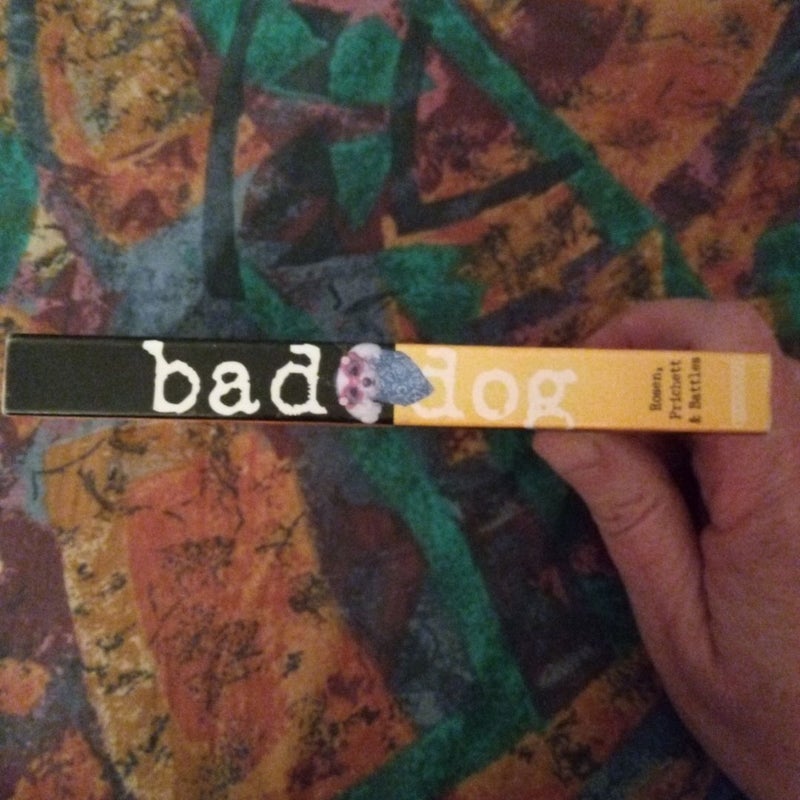 bad dog
Rosen,
Prichett
& Battles